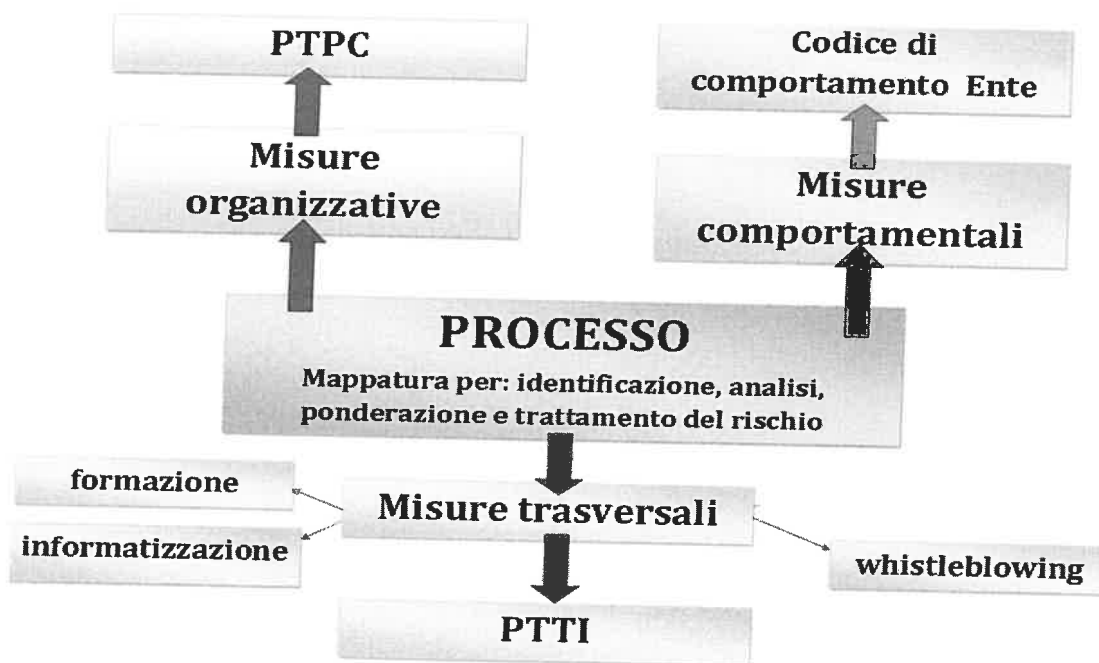 PTPC
Codice di
comportamento Ente
Misure
organizzative
Misure
comportamentali
PROCESSO
Mappatura per: identificazione, analisi,
ponderazione e trattamento del rischio
formazione
Misure trasversali
informatizzazione
whistleblowing
PTTI